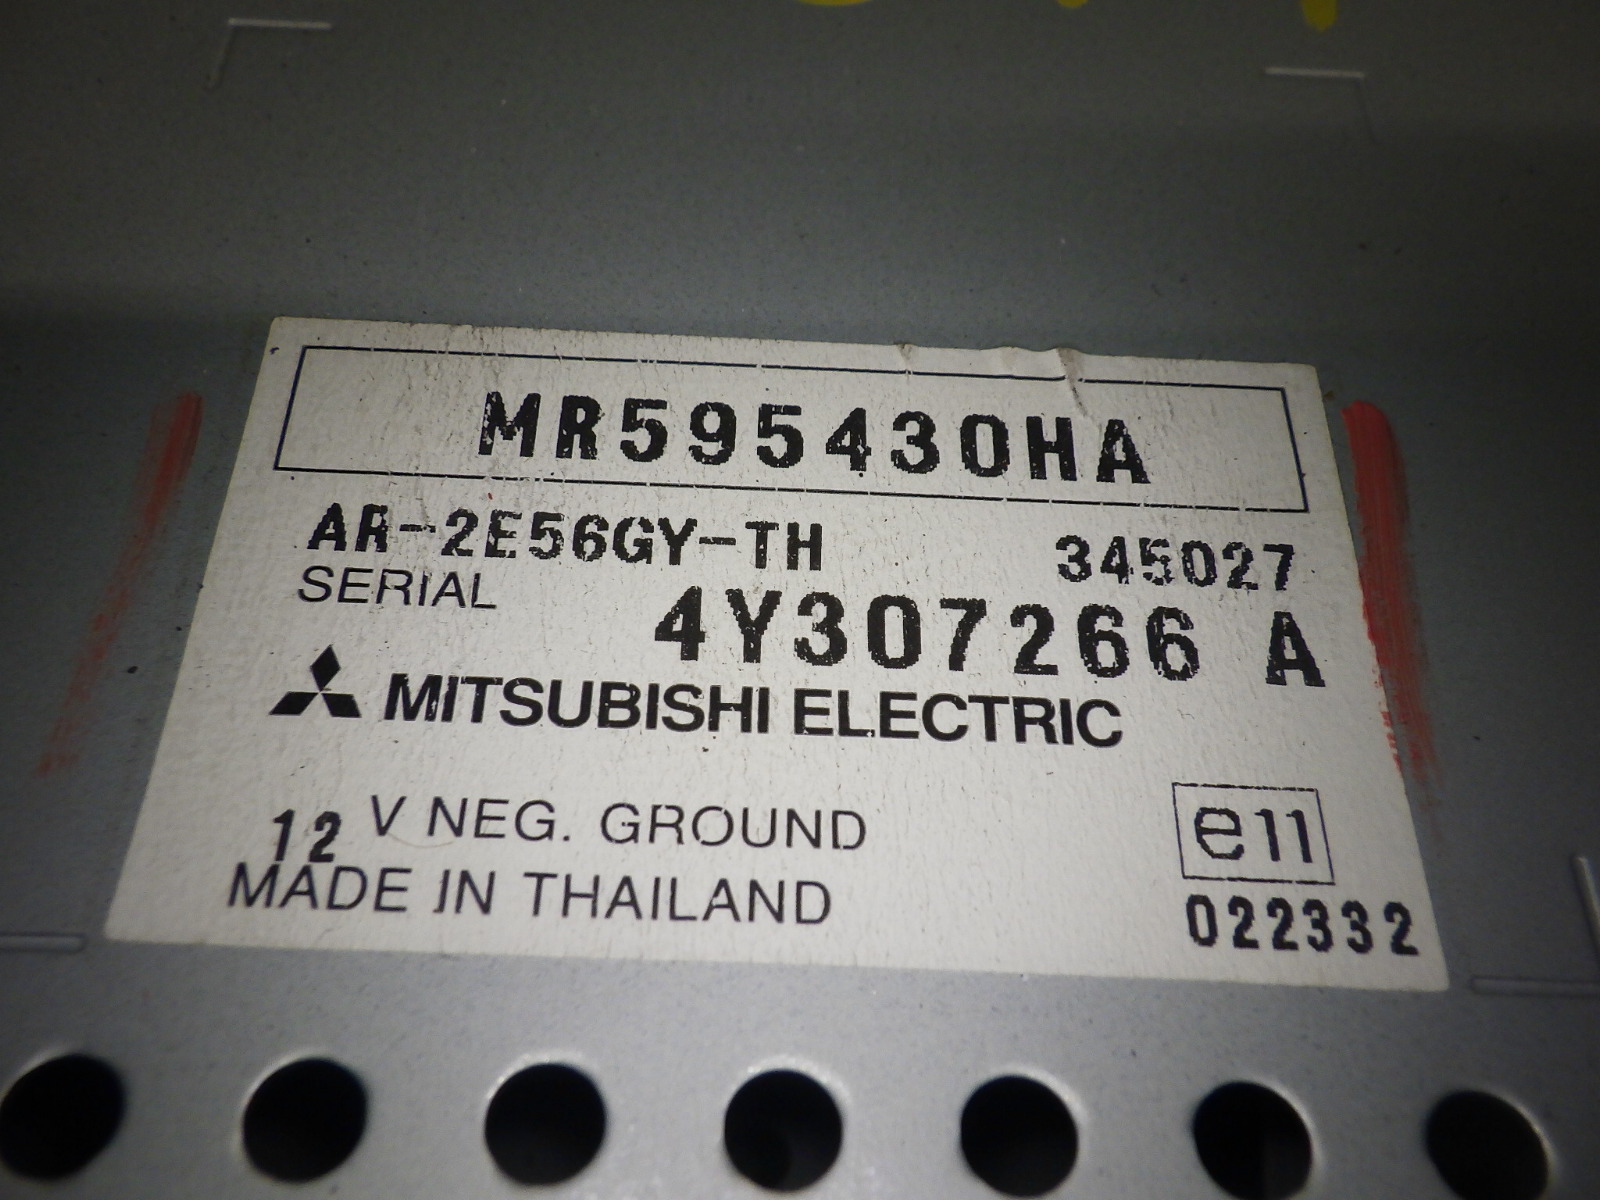 MR595430HA
AR-2E56GY-TH 345027
SERIAL 4Y307266 A
MITSUBISHI ELECTRIC
12 V NEG. GROUND
e11
MADE IN THAILAND
022332